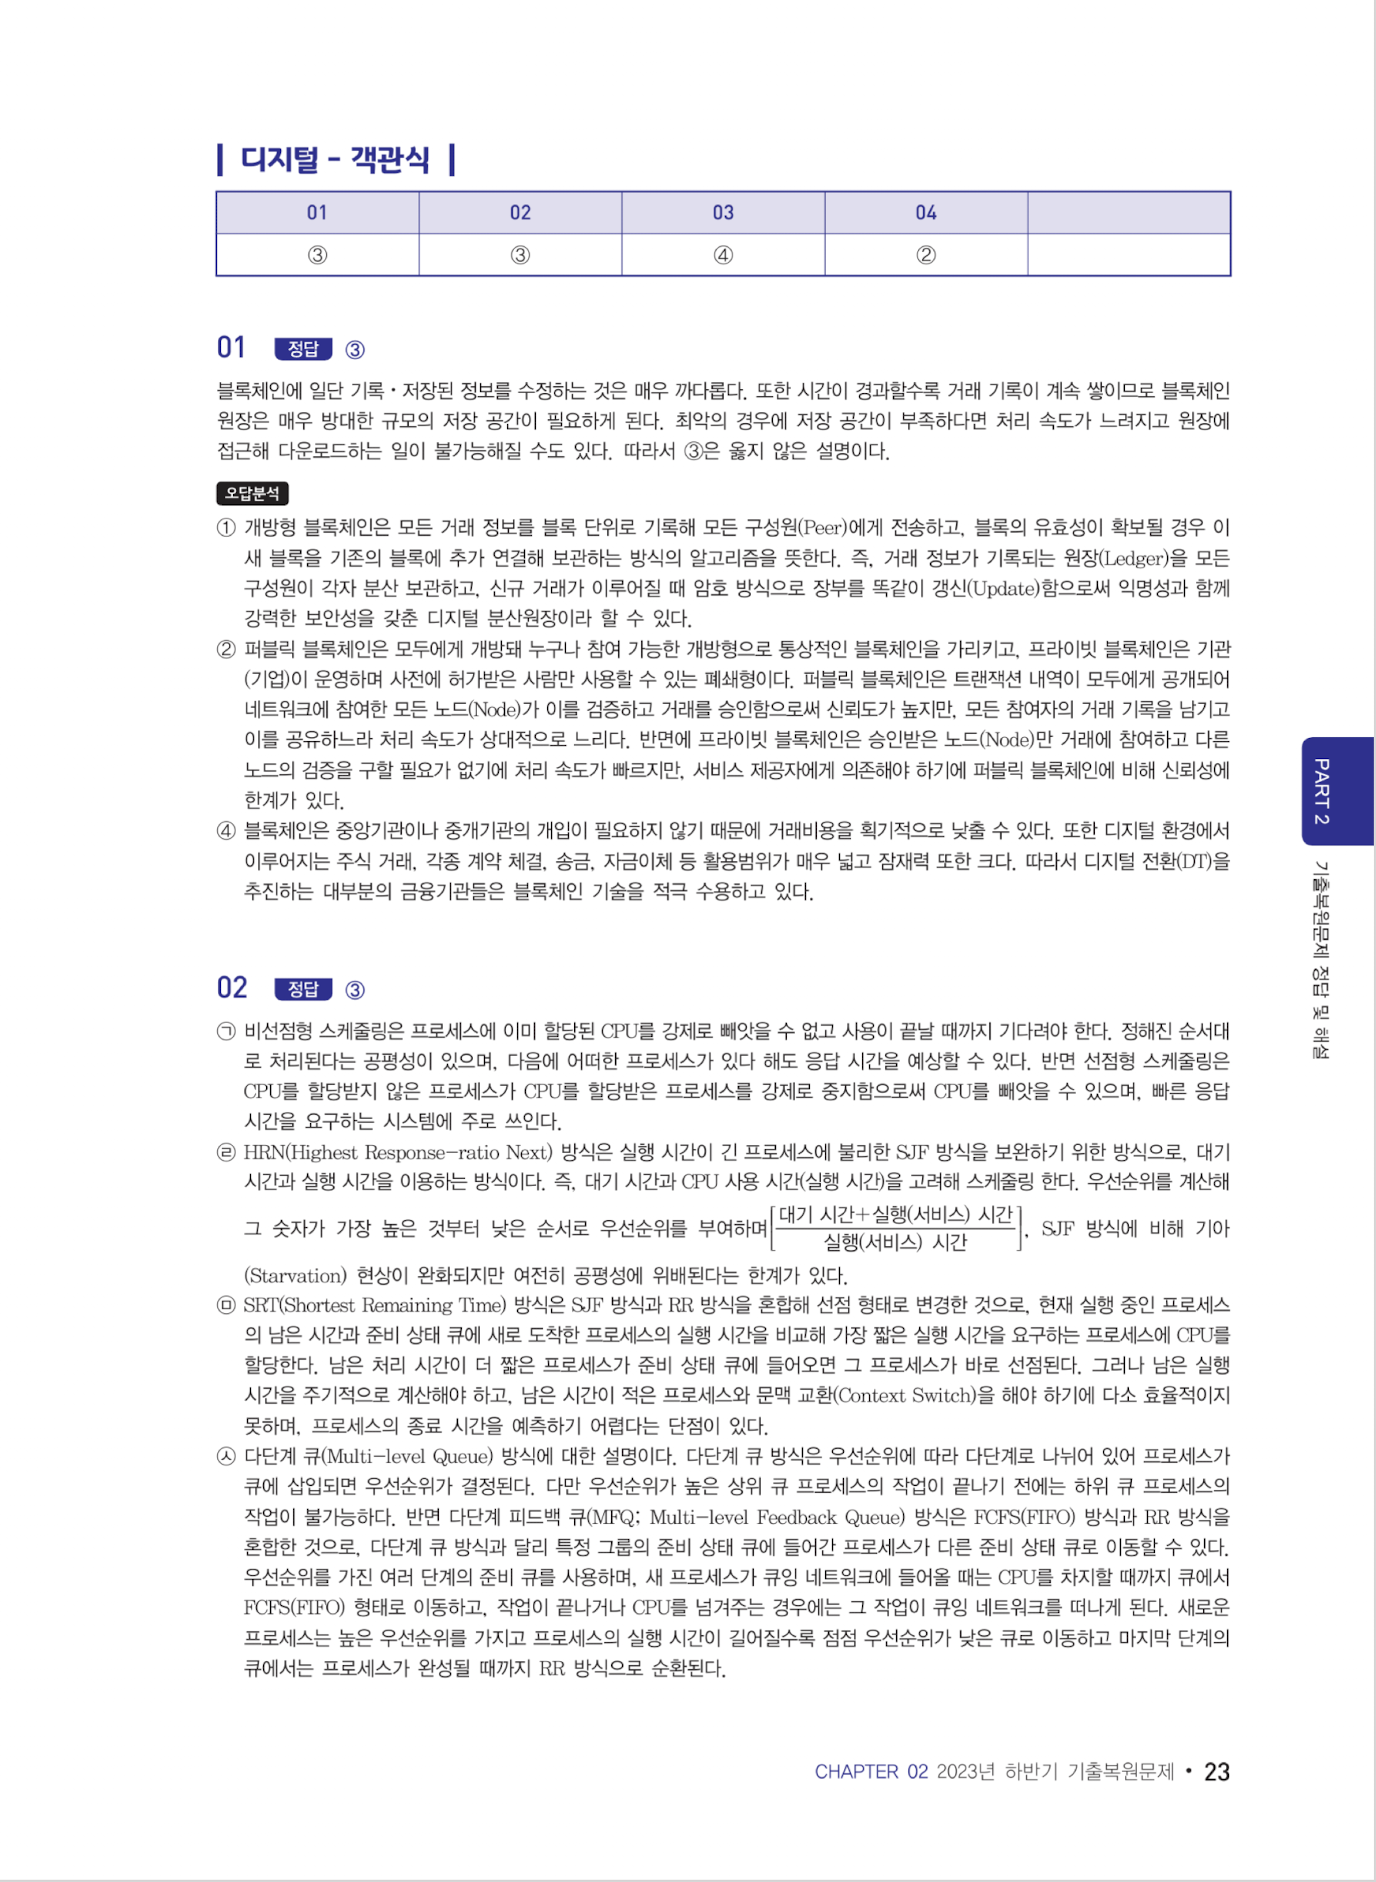 디지털 - 객관식
01 02 03 04
③ ③ ④ ②
01 정답 ③
블록체인에 일단 기록·저장된 정보를 수정하는 것은 매우 까다롭다. 또한 시간이 경과할수록 거래 기록이 계속 쌓이므로 블록체인
원장은 매우 방대한 규모의 저장 공간이 필요하게 된다. 최악의 경우에 저장 공간이 부족하다면 처리 속도가 느려지고 원장에
접근해 다운로드하는 일이 불가능해질 수도 있다. 따라서 ③은 옳지 않은 설명이다.
오답분석
① 개방형 블록체인은 모든 거래 정보를 블록 단위로 기록해 모든 구성원(Peer)에게 전송하고, 블록의 유효성이 확보될 경우 이
새 블록을 기존의 블록에 추가 연결해 보관하는 방식의 알고리즘을 뜻한다. 즉, 거래 정보가 기록되는 원장(Ledger)을 모든
구성원이 각자 분산 보관하고, 신규 거래가 이루어질 때 암호 방식으로 장부를 똑같이 갱신(Update)함으로써 익명성과 함께
강력한 보안성을 갖춘 디지털 분산원장이라 할 수 있다.
② 퍼블릭 블록체인은 모두에게 개방돼 누구나 참여 가능한 개방형으로 통상적인 블록체인을 가리키고, 프라이빗 블록체인은 기관
(기업)이 운영하며 사전에 허가받은 사람만 사용할 수 있는 폐쇄형이다. 퍼블릭 블록체인은 트랜잭션 내역이 모두에게 공개되어
네트워크에 참여한 모든 노드(Node)가 이를 검증하고 거래를 승인함으로써 신뢰도가 높지만, 모든 참여자의 거래 기록을 남기고
이를 공유하느라 처리 속도가 상대적으로 느리다. 반면에 프라이빗 블록체인은 승인받은 노드(Node)만 거래에 참여하고 다른
노드의 검증을 구할 필요가 없기에 처리 속도가 빠르지만, 서비스 제공자에게 의존해야 하기에 퍼블릭 블록체인에 비해 신뢰성에
한계가 있다.
④ 블록체인은 중앙기관이나 중개기관의 개입이 필요하지 않기 때문에 거래비용을 획기적으로 낮출 수 있다. 또한 디지털 환경에서
이루어지는 주식 거래, 각종 계약 체결, 송금, 자금이체 등 활용범위가 매우 넓고 잠재력 또한 크다. 따라서 디지털 전환(DT)을
추진하는 대부분의 금융기관들은 블록체인 기술을 적극 수용하고 있다.
02 정답 ③
㉠ 비선점형 스케줄링은 프로세스에 이미 할당된 CPU를 강제로 빼앗을 수 없고 사용이 끝날 때까지 기다려야 한다. 정해진 순서대
로 처리된다는 공평성이 있으며, 다음에 어떠한 프로세스가 있다 해도 응답 시간을 예상할 수 있다. 반면 선점형 스케줄링은
CPU를 할당받지 않은 프로세스가 CPU를 할당받은 프로세스를 강제로 중지함으로써 CPU를 빼앗을 수 있으며, 빠른 응답
시간을 요구하는 시스템에 주로 쓰인다.
㉣ HRN(Highest Response-ratio Next) 방식은 실행 시간이 긴 프로세스에 불리한 SJF 방식을 보완하기 위한 방식으로, 대기
시간과 실행 시간을 이용하는 방식이다. 즉, 대기 시간과 CPU 사용 시간(실행 시간)을 고려해 스케줄링 한다. 우선순위를 계산해
그 숫자가 가장 높은 것부터 낮은 순서로 우선순위를 부여하며[대기 시간+실행(서비스) 시간 / 실행(서비스) 시간], SJF 방식에 비해 기아
(Starvation) 현상이 완화되지만 여전히 공평성에 위배된다는 한계가 있다.
㉤ SRT(Shortest Remaining Time) 방식은 SJF 방식과 RR 방식을 혼합해 선점 형태로 변경한 것으로, 현재 실행 중인 프로세스
의 남은 시간과 준비 상태 큐에 새로 도착한 프로세스의 실행 시간을 비교해 가장 짧은 실행 시간을 요구하는 프로세스에 CPU를
할당한다. 남은 처리 시간이 더 짧은 프로세스가 준비 상태 큐에 들어오면 그 프로세스가 바로 선점된다. 그러나 남은 실행
시간을 주기적으로 계산해야 하고, 남은 시간이 적은 프로세스와 문맥 교환(Context Switch)을 해야 하기에 다소 효율적이지
못하며, 프로세스의 종료 시간을 예측하기 어렵다는 단점이 있다.
㉦ 다단계 큐(Multi-level Queue) 방식에 대한 설명이다. 다단계 큐 방식은 우선순위에 따라 다단계로 나뉘어 있어 프로세스가
큐에 삽입되면 우선순위가 결정된다. 다만 우선순위가 높은 상위 큐 프로세스의 작업이 끝나기 전에는 하위 큐 프로세스의
작업이 불가능하다. 반면 다단계 피드백 큐(MFQ; Multi-level Feedback Queue) 방식은 FCFS(FIFO) 방식과 RR 방식을
혼합한 것으로, 다단계 큐 방식과 달리 특정 그룹의 준비 상태 큐에 들어간 프로세스가 다른 준비 상태 큐로 이동할 수 있다.
우선순위를 가진 여러 단계의 준비 큐를 사용하며, 새 프로세스가 큐잉 네트워크에 들어올 때는 CPU를 차지할 때까지 큐에서
FCFS(FIFO) 형태로 이동하고, 작업이 끝나거나 CPU를 넘겨주는 경우에는 그 작업이 큐잉 네트워크를 떠나게 된다. 새로운
프로세스는 높은 우선순위를 가지고 프로세스의 실행 시간이 길어질수록 점점 우선순위가 낮은 큐로 이동하고 마지막 단계의
큐에서는 프로세스가 완성될 때까지 RR 방식으로 순환된다.
PART 2
기출복원문제 정답 및 해설
CHAPTER 02 2023년 하반기 기출복원문제 • 23